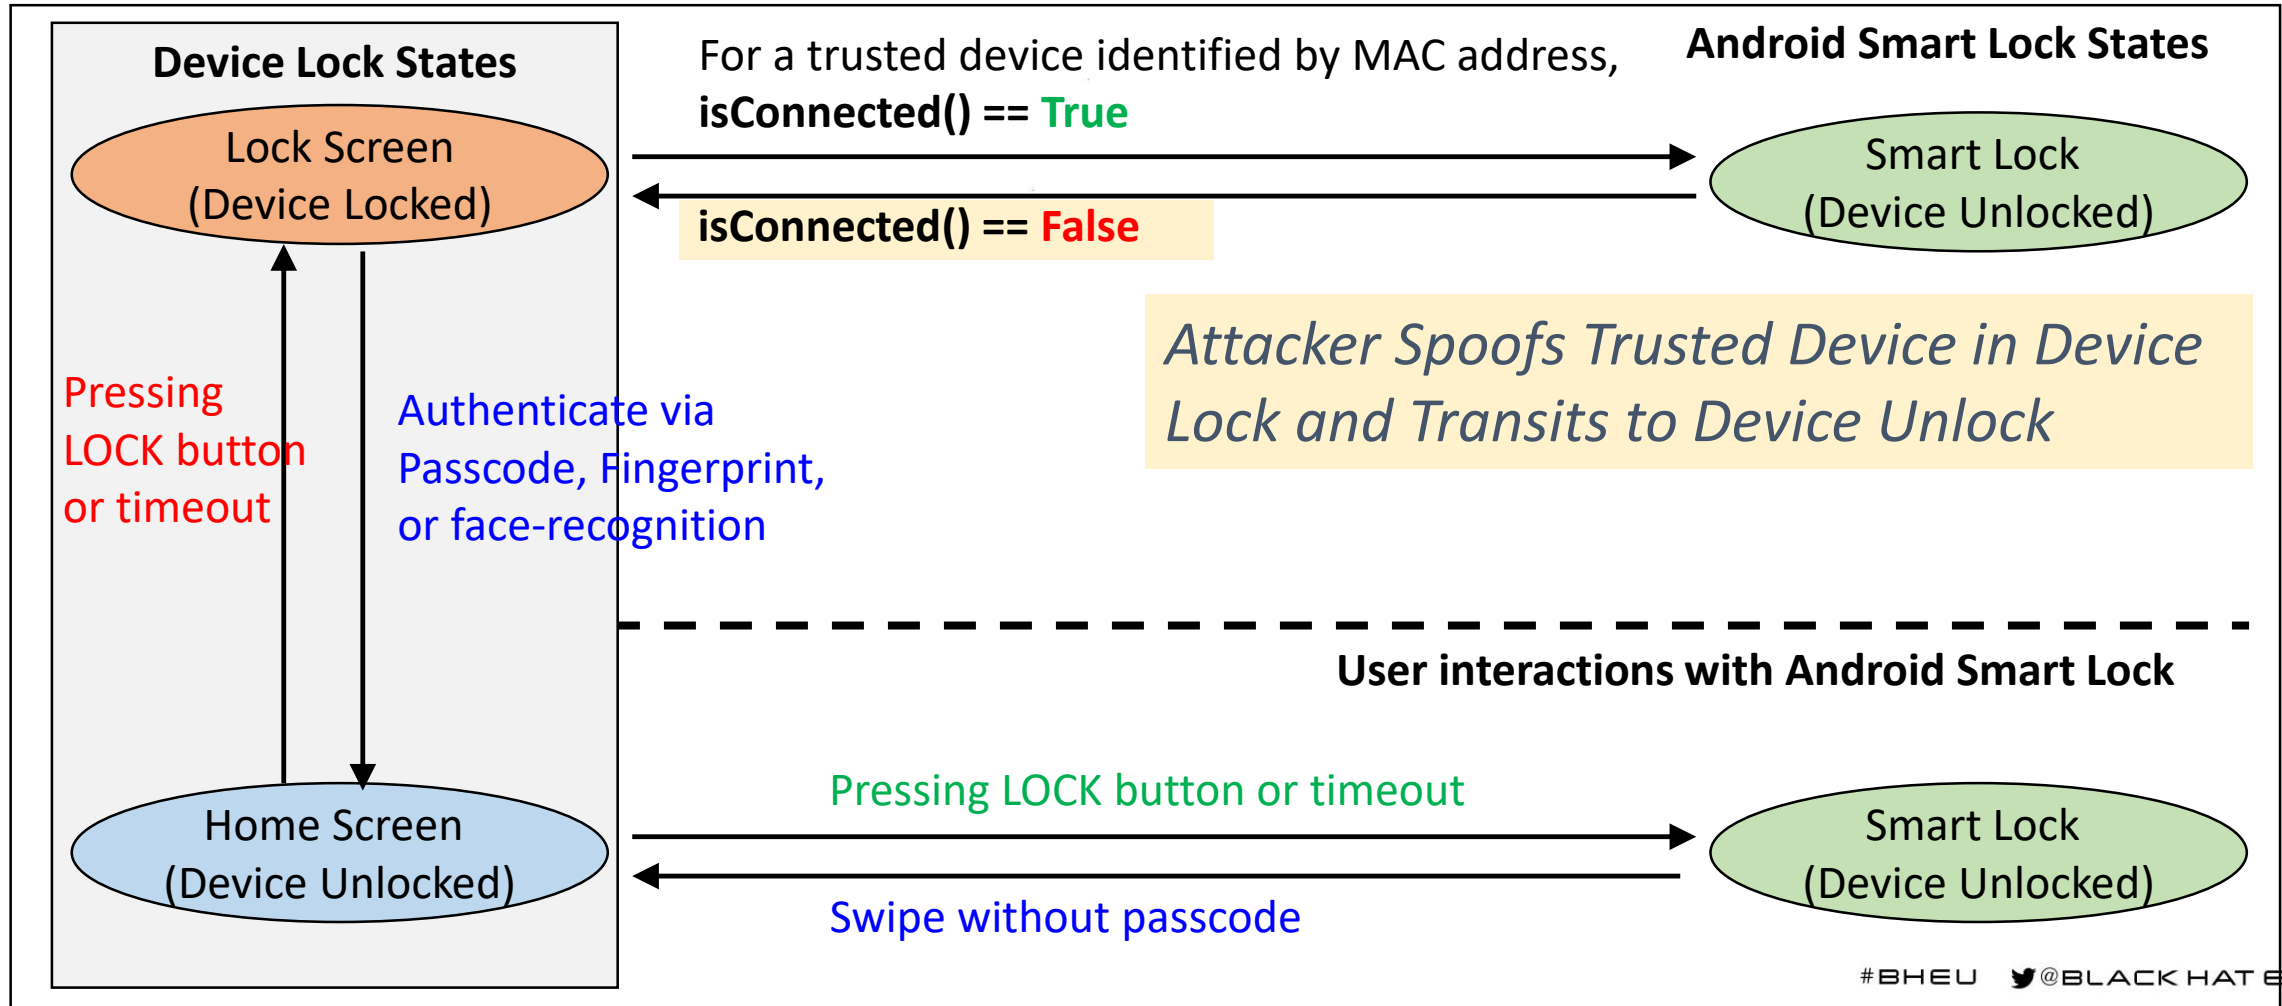 Device Lock States
Lock Screen
(Device Locked)
For a trusted device identified by MAC address,
isConnected() == True
isConnected() == False
Android Smart Lock States
Smart Lock
(Device Unlocked)
Attacker Spoofs Trusted Device in Device
Lock and Transits to Device Unlock
Pressing
LOCK button
or timeout
Authenticate via
Passcode, Fingerprint,
or face-recognition
User interactions with Android Smart Lock
Home Screen
(Device Unlocked)
Pressing LOCK button or timeout
Swipe without passcode
Smart Lock
(Device Unlocked)
#BHEU @BLACK HAT E